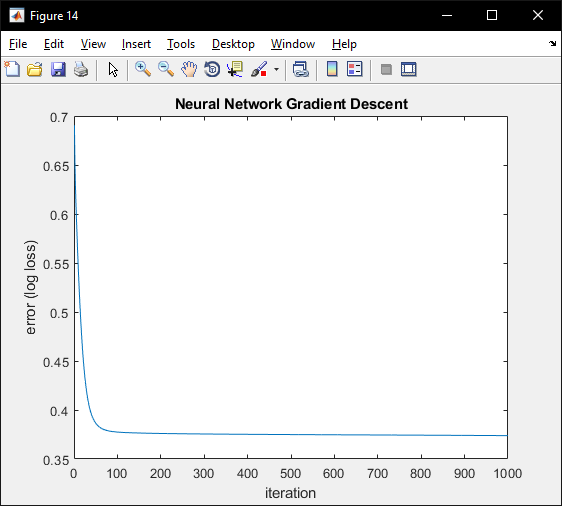 Figure 14
File Edit View Insert Tools Desktop Window Help
Neural Network Gradient Descent
0.7
0.65
0.6
0.55
0.5
0.45
0.4
0.35
error (log loss)
0 100 200 300 400 500 600 700 800 900 1000
iteration